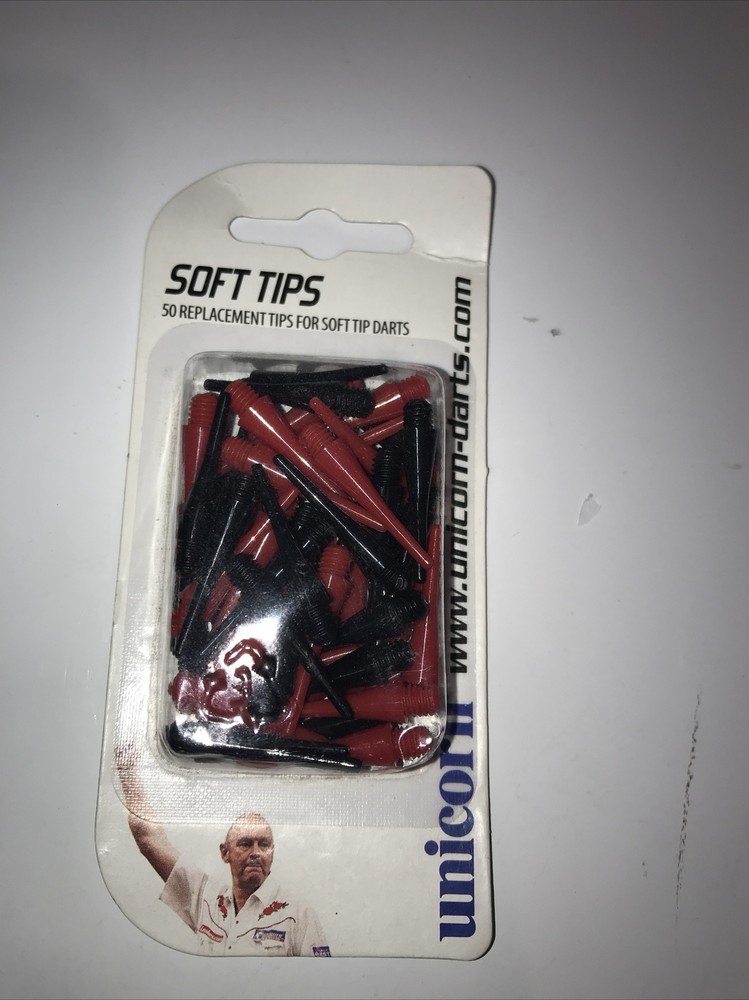 SOFT TIPS
50 REPLACEMENT TIPS FOR SOFT TIP DARTS
www.unicorn-darts.com
unicorn